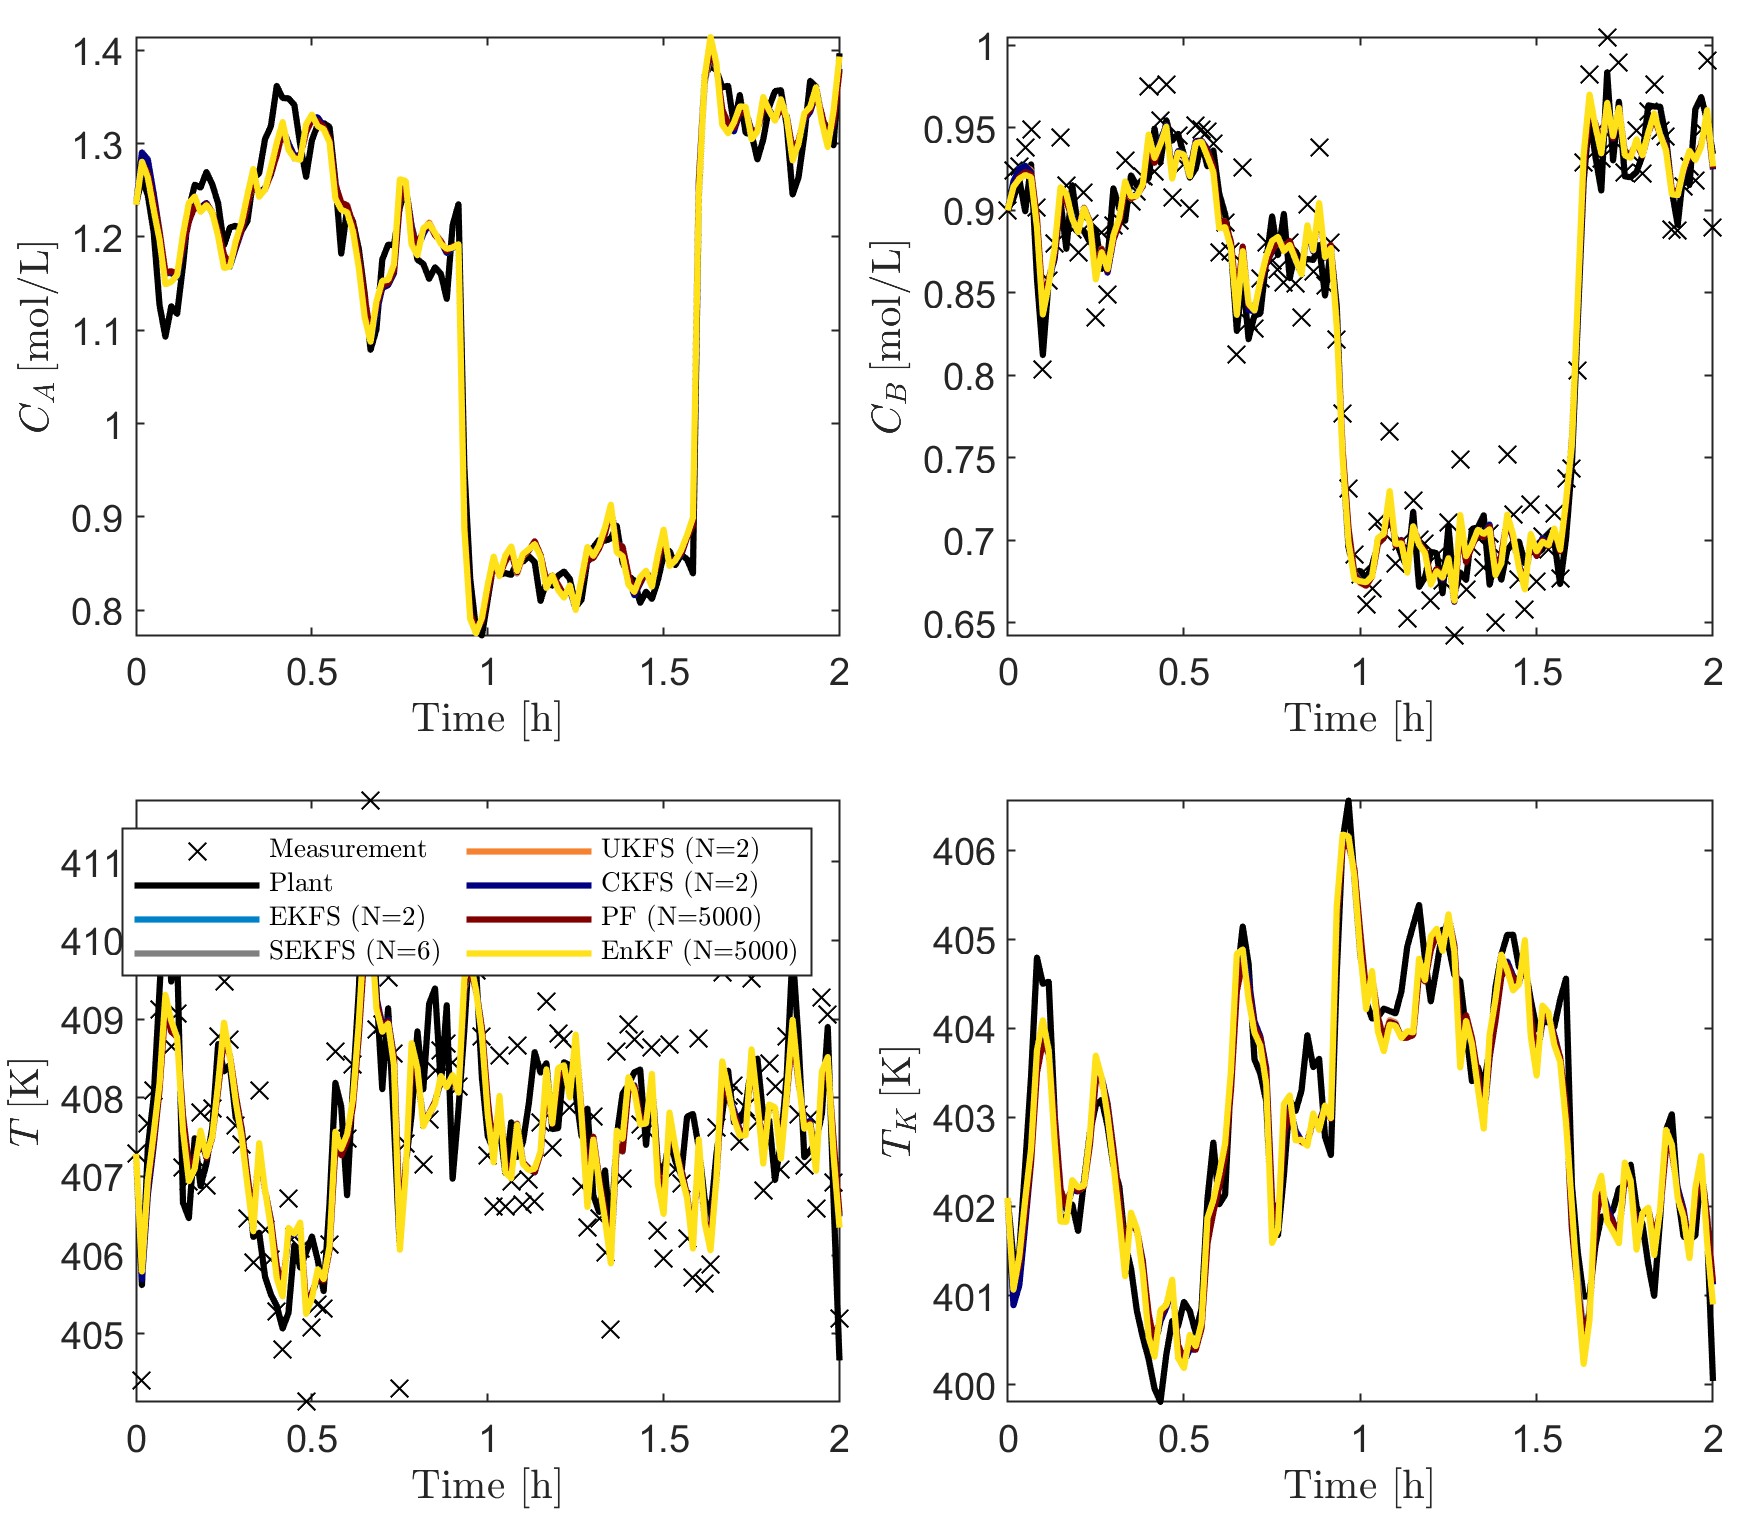 1.4
1.3
1.2
1.1
1
0.9
0.8
C_A [mol/L]
0 0.5 1 1.5 2
Time [h]
1
0.95
0.9
0.85
0.8
0.75
0.7
0.65
C_B [mol/L]
0 0.5 1 1.5 2
Time [h]
411
410
409
408
407
406
405
T [K]
Measurement
Plant
EKFS (N=2)
SEKFS (N=6)
UKFS (N=2)
CKFS (N=2)
PF (N=5000)
EnKF (N=5000)
0 0.5 1 1.5 2
Time [h]
406
405
404
403
402
401
400
T_K [K]
0 0.5 1 1.5 2
Time [h]